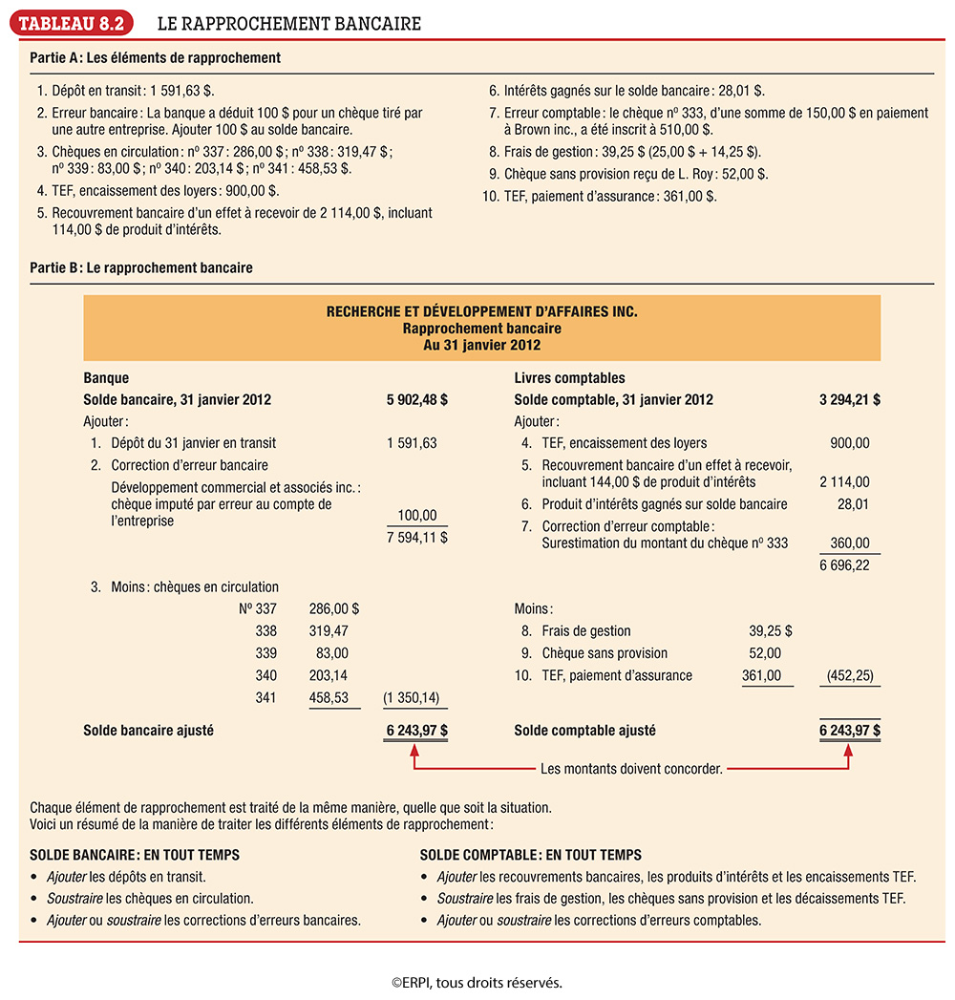 TABLEAU 8.2 LE RAPPROCHEMENT BANCAIRE
Partie A : Les éléments de rapprochement
1. Dépôt en transit : 1 591,63 $.
2. Erreur bancaire : La banque a déduit 100 $ pour un chèque tiré par
une autre entreprise. Ajouter 100 $ au solde bancaire.
3. Chèques en circulation : nº 337 : 286,00 $ ; nº 338 : 319,47 $ ;
nº 339 : 83,00 $ ; nº 340 : 203,14 $ ; nº 341 : 458,53 $.
4. TEF, encaissement des loyers : 900,00 $.
5. Recouvrement bancaire d'un effet à recevoir de 2 114,00 $, incluant
114,00 $ de produit d'intérêts.
6. Intérêts gagnés sur le solde bancaire : 28,01 $.
7. Erreur comptable : le chèque nº 333, d'une somme de 150,00 $ en paiement
à Brown inc., a été inscrit à 510,00 $.
8. Frais de gestion : 39,25 $ (25,00 $ + 14,25 $).
9. Chèque sans provision reçu de L. Roy : 52,00 $.
10. TEF, paiement d'assurance : 361,00 $.
Partie B : Le rapprochement bancaire
RECHERCHE ET DÉVELOPPEMENT D'AFFAIRES INC.
Rapprochement bancaire
Au 31 janvier 2012
Banque
Solde bancaire, 31 janvier 2012 5 902,48 $
Ajouter :
1. Dépôt du 31 janvier en transit 1 591,63
2. Correction d'erreur bancaire
Développement commercial et associés inc. :
chèque imputé par erreur au compte de
l'entreprise 100,00
7 594,11 $
3. Moins : chèques en circulation
Nº 337 286,00 $
338 319,47
339 83,00
340 203,14
341 458,53 (1 350,14)
Solde bancaire ajusté 6 243,97 $
Livres comptables
Solde comptable, 31 janvier 2012 3 294,21 $
Ajouter :
4. TEF, encaissement des loyers 900,00
5. Recouvrement bancaire d'un effet à recevoir,
incluant 144,00 $ de produit d'intérêts 2 114,00
6. Produit d'intérêts gagnés sur solde bancaire 28,01
7. Correction d'erreur comptable :
Surestimation du montant du chèque nº 333 360,00
6 696,22
Moins :
8. Frais de gestion 39,25 $
9. Chèque sans provision 52,00
10. TEF, paiement d'assurance 361,00 (452,25)
Solde comptable ajusté 6 243,97 $
Les montants doivent concorder.
Chaque élément de rapprochement est traité de la même manière, quelle que soit la situation.
Voici un résumé de la manière de traiter les différents éléments de rapprochement :
SOLDE BANCAIRE : EN TOUT TEMPS
• Ajouter les dépôts en transit.
• Soustraire les chèques en circulation.
• Ajouter ou soustraire les corrections d'erreurs bancaires.
SOLDE COMPTABLE : EN TOUT TEMPS
• Ajouter les recouvrements bancaires, les produits d'intérêts et les encaissements TEF.
• Soustraire les frais de gestion, les chèques sans provision et les décaissements TEF.
• Ajouter ou soustraire les corrections d'erreurs comptables.
©ERPI, tous droits réservés.